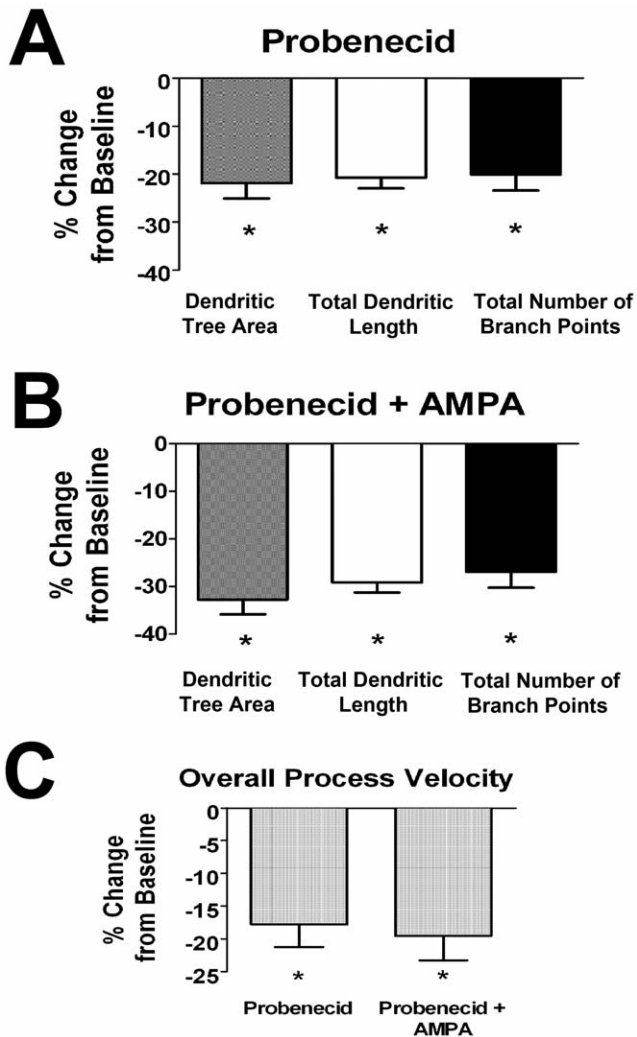 A
Probenecid
% Change
from Baseline
0
-10
-20
-30
-40
*
*
*
Dendritic
Tree Area
Total Dendritic
Length
Total Number of
Branch Points
B
Probenecid + AMPA
% Change
from Baseline
0
-10
-20
-30
-40
*
*
*
Dendritic
Tree Area
Total Dendritic
Length
Total Number of
Branch Points
C
Overall Process Velocity
% Change
from Baseline
0
-5
-10
-15
-20
-25
*
*
Probenecid
Probenecid +
AMPA